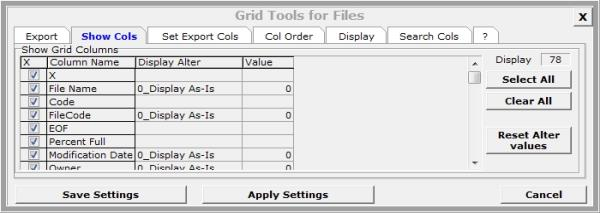 Grid Tools for Files
X
Export Show Cols Set Export Cols Col Order Display Search Cols ?
Show Grid Columns
Display 78
X Column Name Display Alter Value
X
File Name 0_Display As-Is 0
Code
FileCode 0_Display As-Is 0
EOF
Percent Full
Modification Date 0_Display As-Is 0
Owner 0_Display As-Is 0
Select All
Clear All
Reset Alter
values
Save Settings Apply Settings Cancel